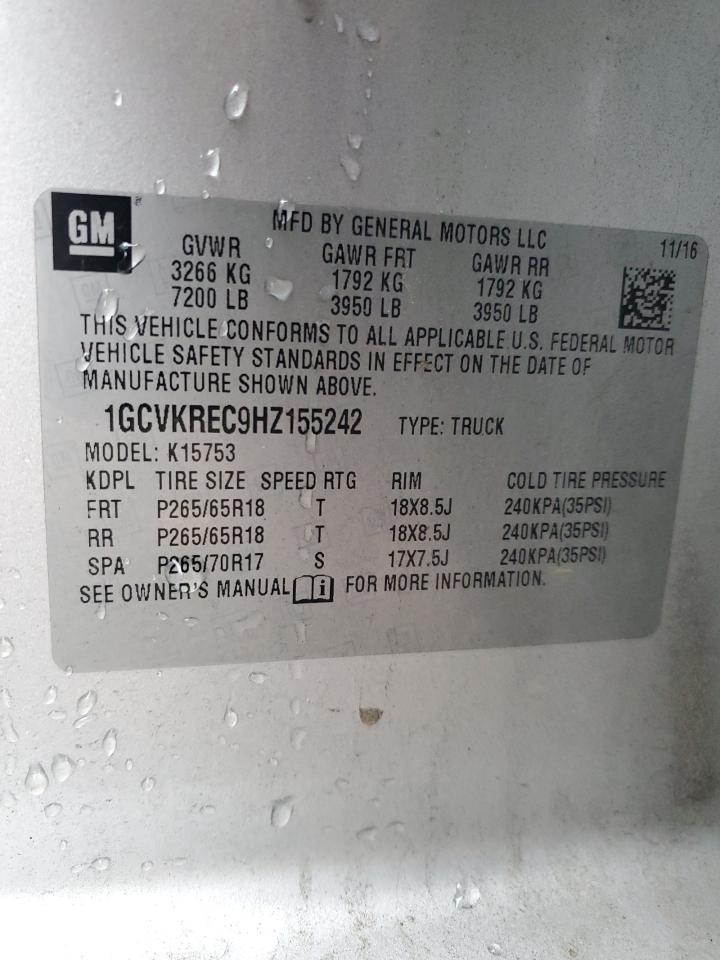 GM
MFD BY GENERAL MOTORS LLC 11/16
GVWR GAWR FRT GAWR RR
3266 KG 1792 KG 1792 KG
7200 LB 3950 LB 3950 LB
THIS VEHICLE CONFORMS TO ALL APPLICABLE U.S. FEDERAL MOTOR
VEHICLE SAFETY STANDARDS IN EFFECT ON THE DATE OF
MANUFACTURE SHOWN ABOVE.
1GCVKREC9HZ155242 TYPE: TRUCK
MODEL: K15753
KDPL TIRE SIZE SPEED RTG RIM COLD TIRE PRESSURE
FRT P265/65R18 T 18X8.5J 240KPA(35PSI)
RR P265/65R18 T 18X8.5J 240KPA(35PSI)
SPA P265/70R17 S 17X7.5J 240KPA(35PSI)
SEE OWNER'S MANUAL i FOR MORE INFORMATION.